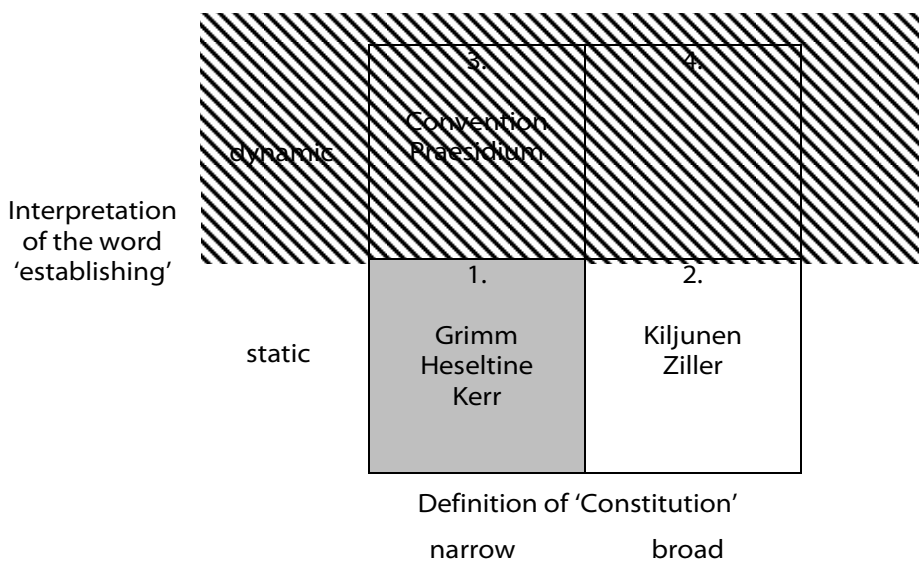 3.
4.
Convention
Praesidium
dynamic
Interpretation
of the word
‘establishing’
1.
2.
Grimm
Heseltine
Kerr
Kiljunen
Ziller
static
Definition of ‘Constitution’
narrow
broad